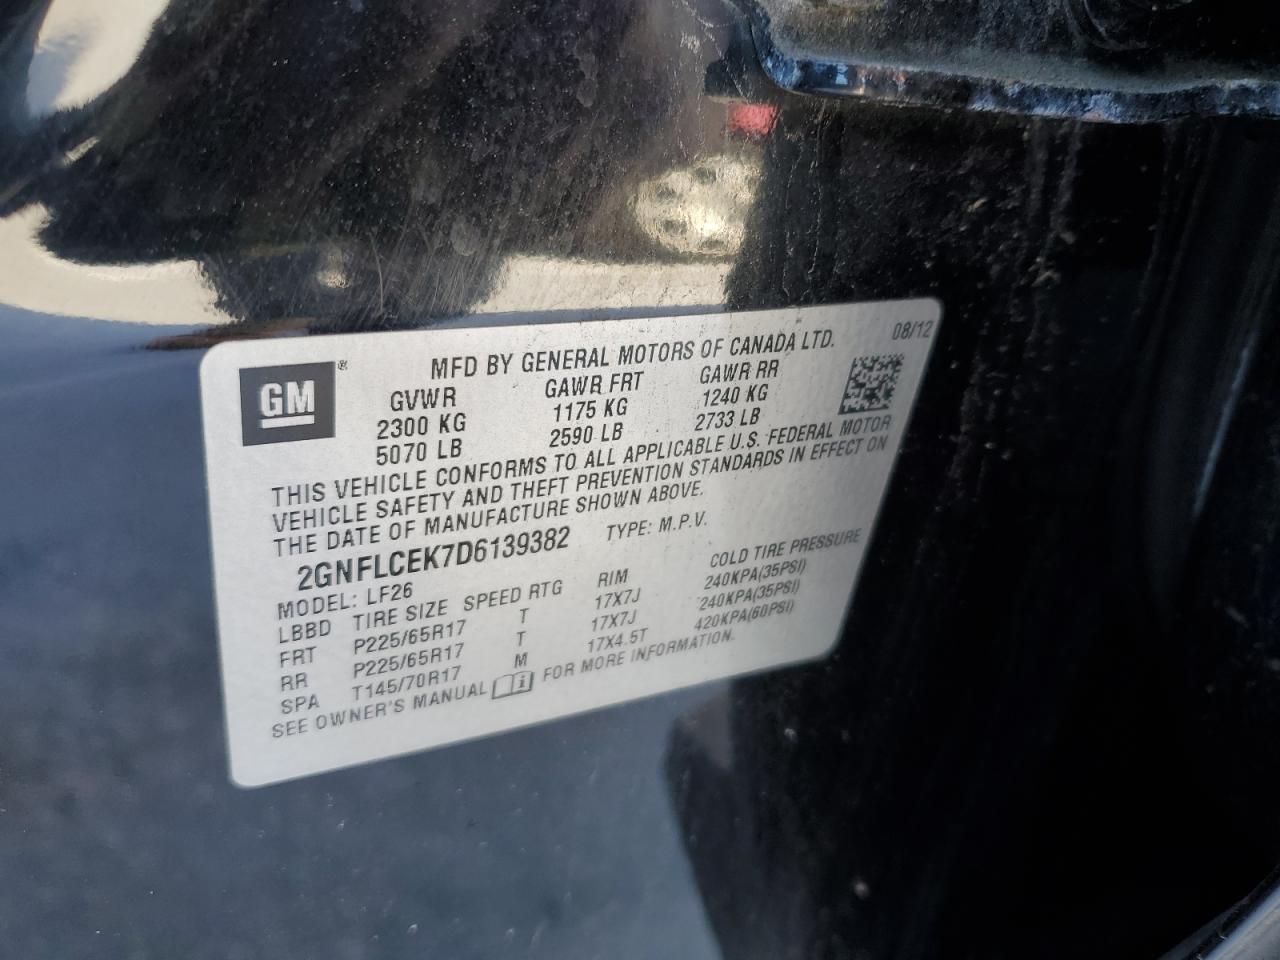 08/12
GM ®
MFD BY GENERAL MOTORS OF CANADA LTD.
GVWR GAWR FRT GAWR RR
2300 KG 1175 KG 1240 KG
5070 LB 2590 LB 2733 LB
THIS VEHICLE CONFORMS TO ALL APPLICABLE U.S. FEDERAL MOTOR
VEHICLE SAFETY AND THEFT PREVENTION STANDARDS IN EFFECT ON
THE DATE OF MANUFACTURE SHOWN ABOVE.
2GNFLCEK7D6139382 TYPE: M.P.V.
MODEL: LF26
LBBD TIRE SIZE SPEED RTG RIM COLD TIRE PRESSURE
FRT P225/65R17 T 17X7J 240KPA(35PSI)
RR P225/65R17 T 17X7J 240KPA(35PSI)
SPA T145/70R17 M 17X4.5T 420KPA(60PSI)
SEE OWNER'S MANUAL i FOR MORE INFORMATION.